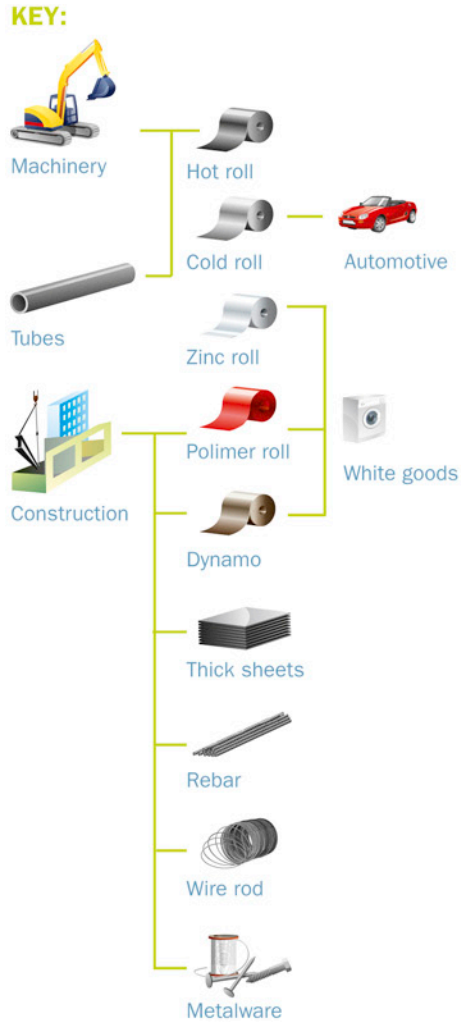 KEY:
Machinery
Hot roll
Cold roll
Automotive
Tubes
Zinc roll
Polimer roll
White goods
Construction
Dynamo
Thick sheets
Rebar
Wire rod
Metalware